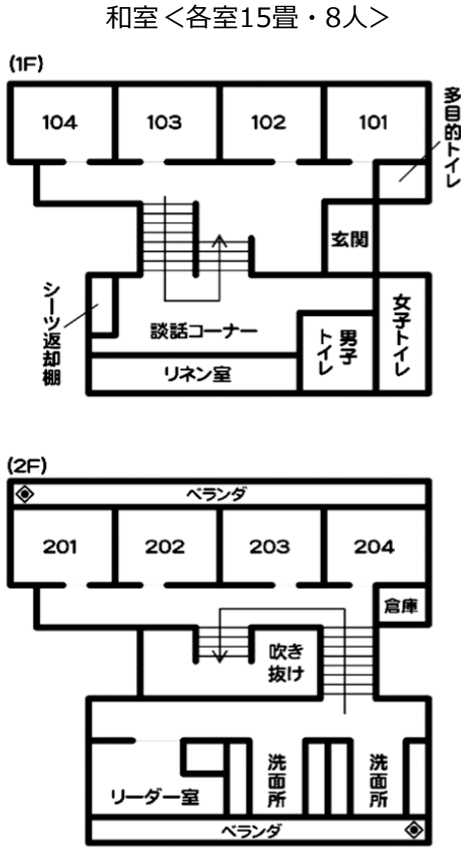 和室＜各室15畳・8人＞
(1F)
104
103
102
101
多目的トイレ
玄関
シーツ返却棚
談話コーナー
男子
トイレ
女子トイレ
リネン室
(2F)
ベランダ
201
202
203
204
倉庫
吹き
抜け
リーダー室
洗面所
洗面所
ベランダ